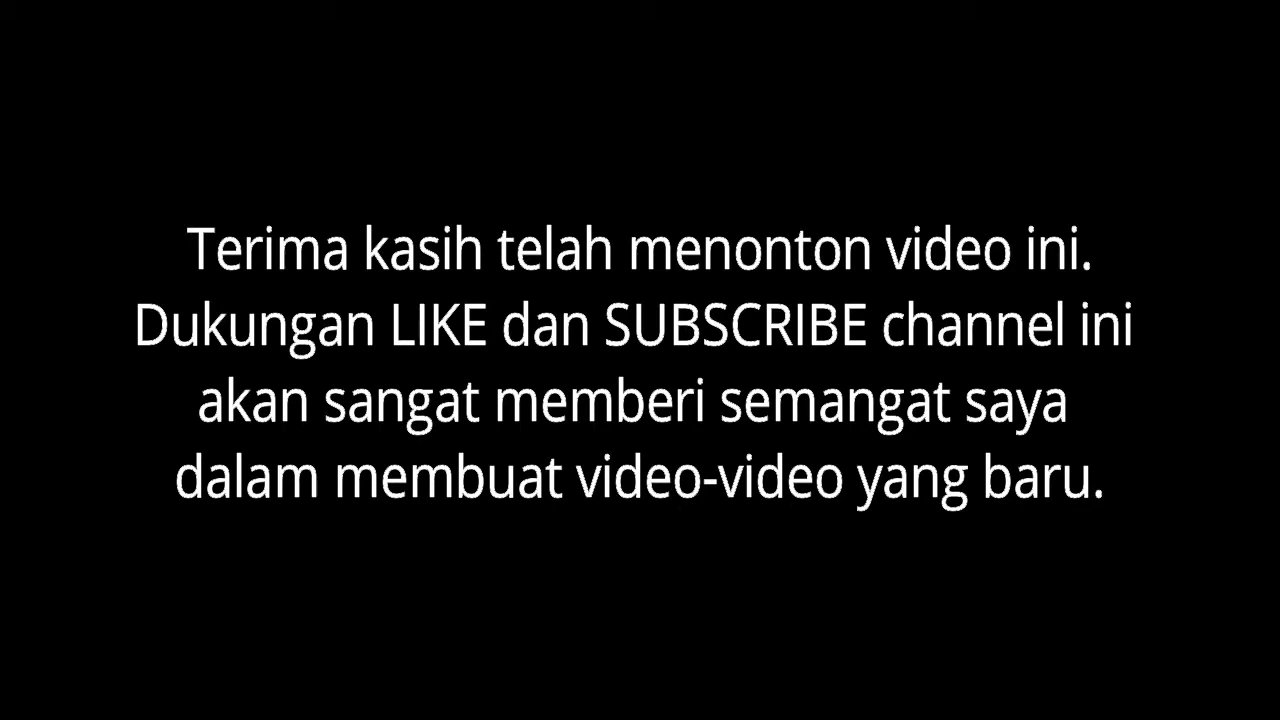 Terima kasih telah menonton video ini.
Dukungan LIKE dan SUBSCRIBE channel ini
akan sangat memberi semangat saya
dalam membuat video-video yang baru.